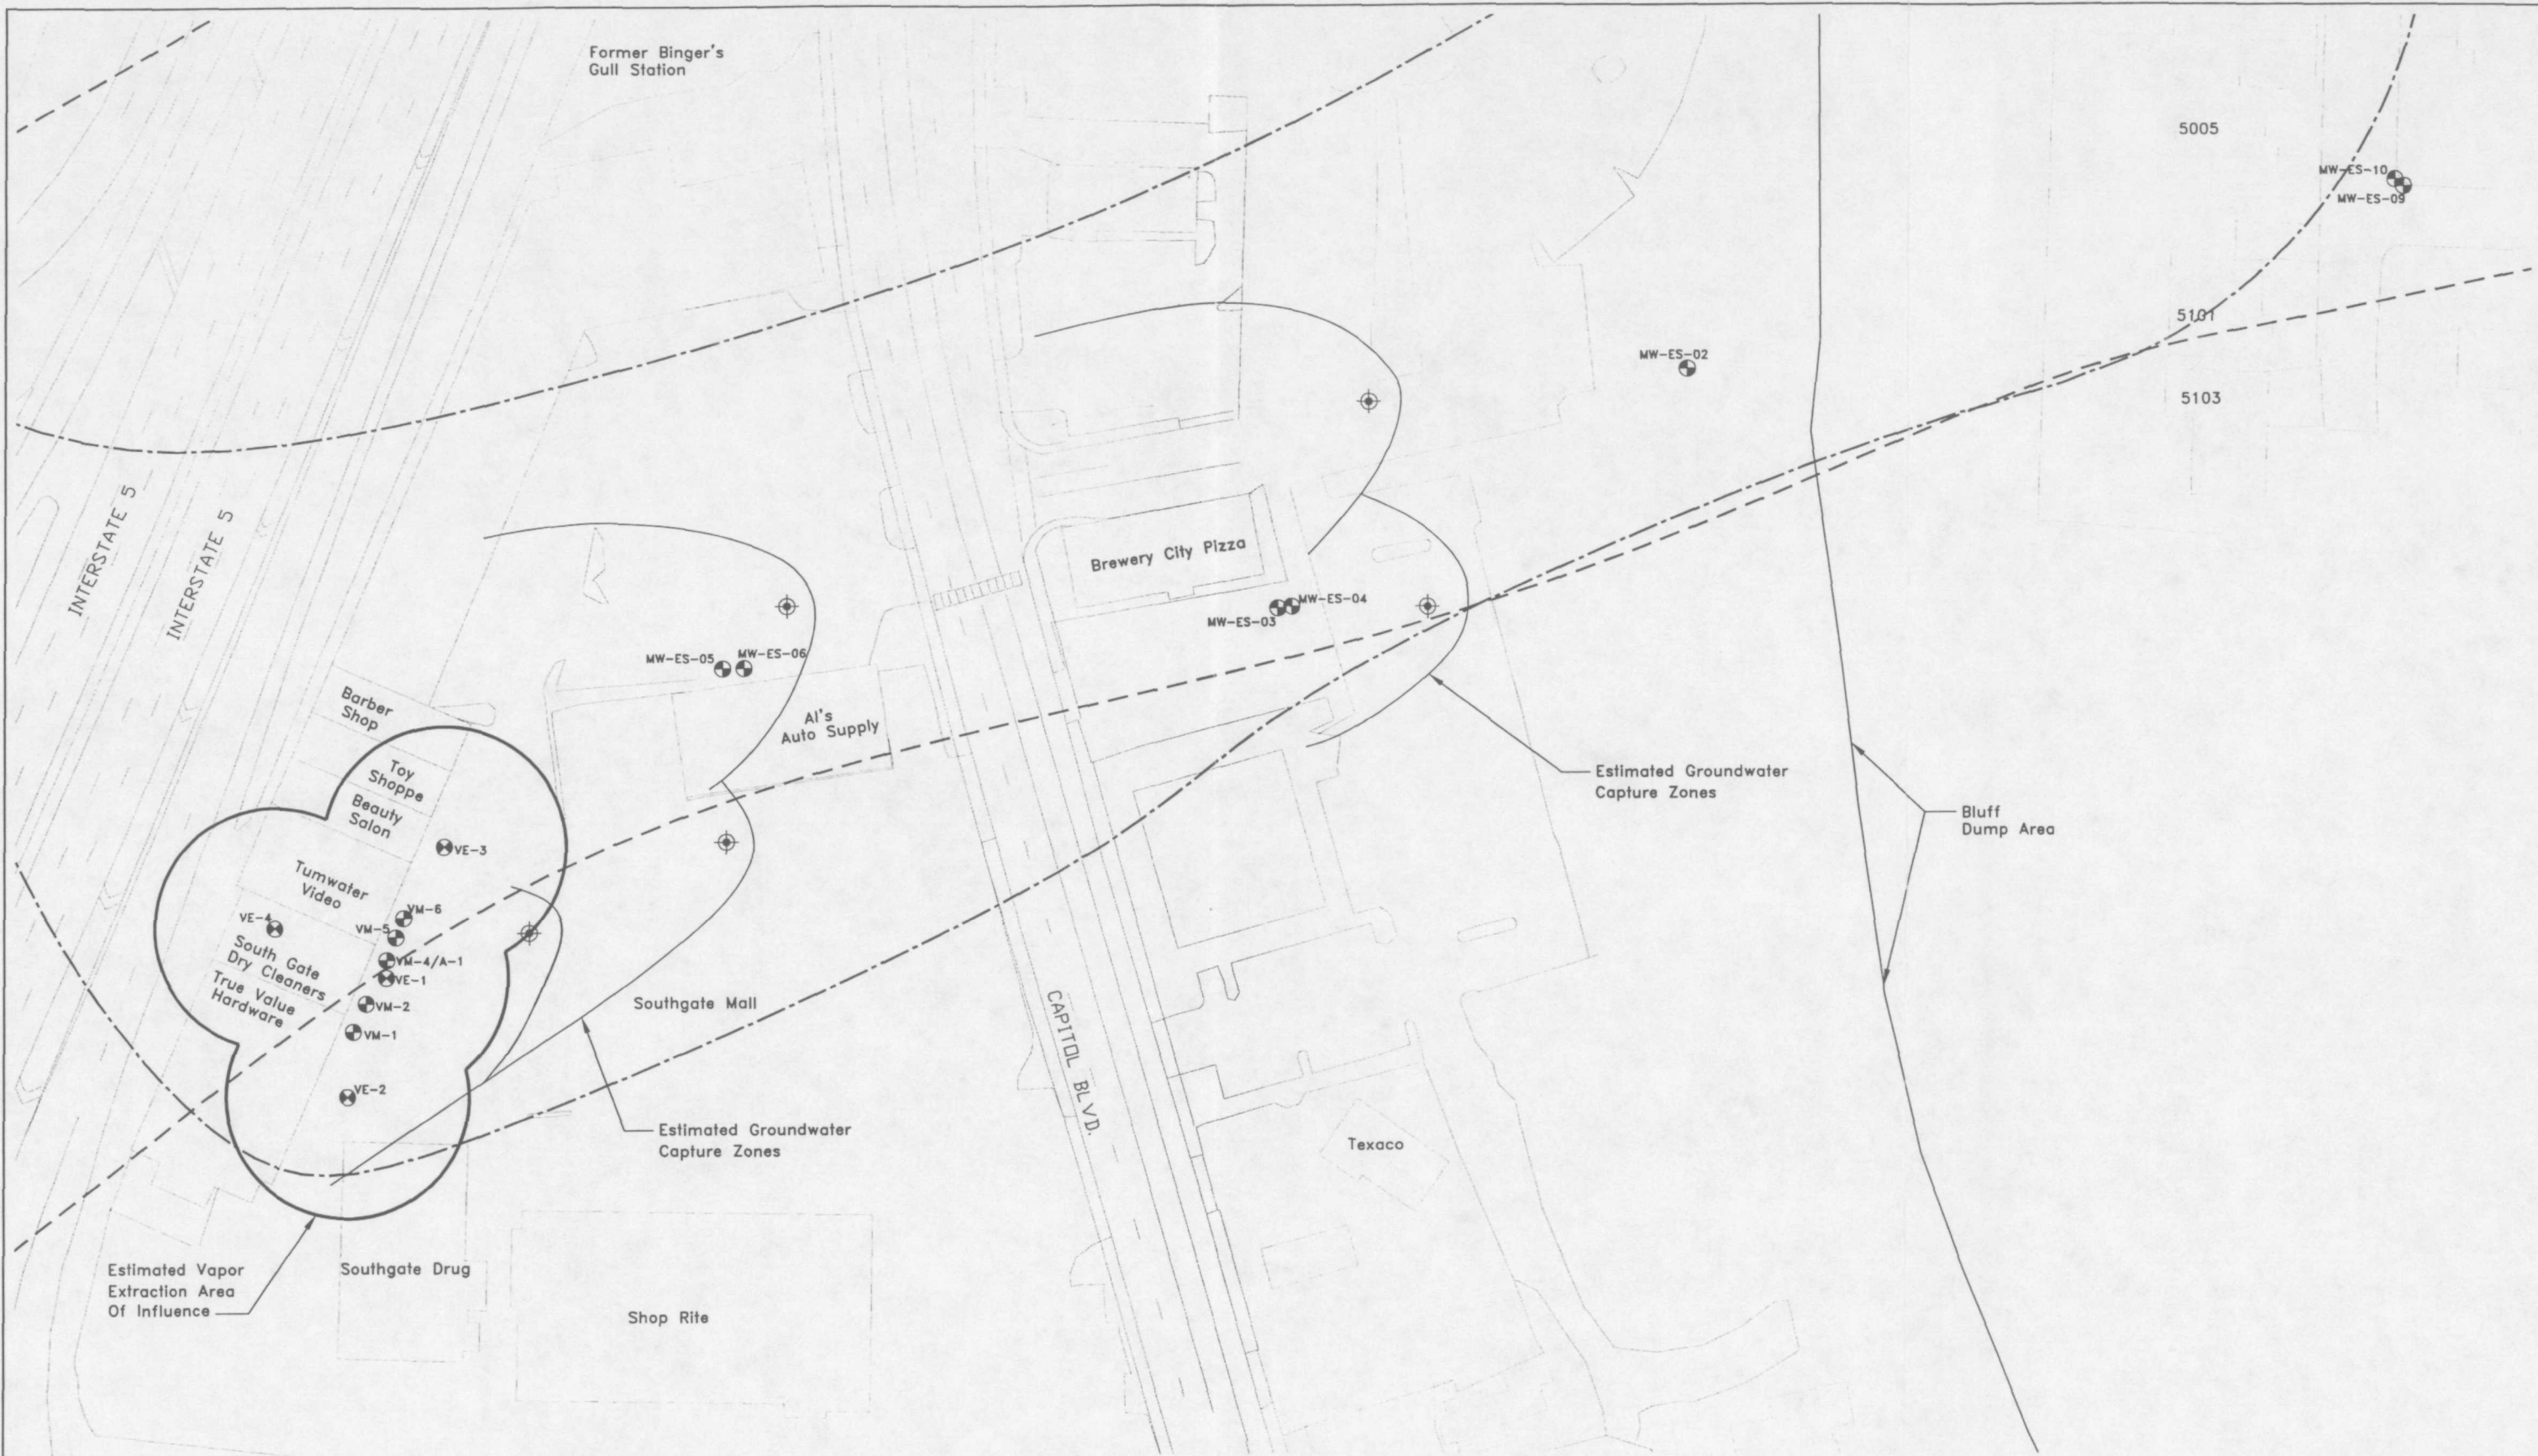 Former Binger's
Gull Station
5005
MW-ES-10
MW-ES-09
5101
MW-ES-02
5103
INTERSTATE 5
INTERSTATE 5
Brewery City Pizza
MW-ES-04
MW-ES-03
MW-ES-05
MW-ES-06
Barber
Shop
Al's
Auto Supply
Toy
Shoppe
Beauty
Salon
Estimated Groundwater
Capture Zones
Bluff
Dump Area
VE-3
Tumwater
Video
VM-6
VE-4
VM-5
South Gate
Dry Cleaners
VM-4/A-1
VE-1
True Value
Hardware
VM-2
VM-1
Southgate Mall
CAPITOL BLVD.
VE-2
Estimated Groundwater
Capture Zones
Texaco
Estimated Vapor
Extraction Area
Of Influence
Southgate Drug
Shop Rite